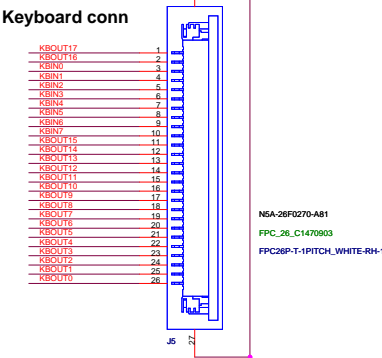 Keyboard conn
KBOUT17 1
KBOUT16 2
KBIN0 3
KBIN1 4
KBIN2 5
KBIN3 6
KBIN4 7
KBIN5 8
KBIN6 9
KBIN7 10
KBOUT15 11
KBOUT14 12
KBOUT13 13
KBOUT12 14
KBOUT11 15
KBOUT10 16
KBOUT9 17
KBOUT8 18
KBOUT7 19
KBOUT6 20
KBOUT5 21
KBOUT4 22
KBOUT3 23
KBOUT2 24
KBOUT1 25
KBOUT0 26
N5A-26F0270-A81
FPC_26_C1470903
FPC26P-T-1PITCH_WHITE-RH-
J5
27